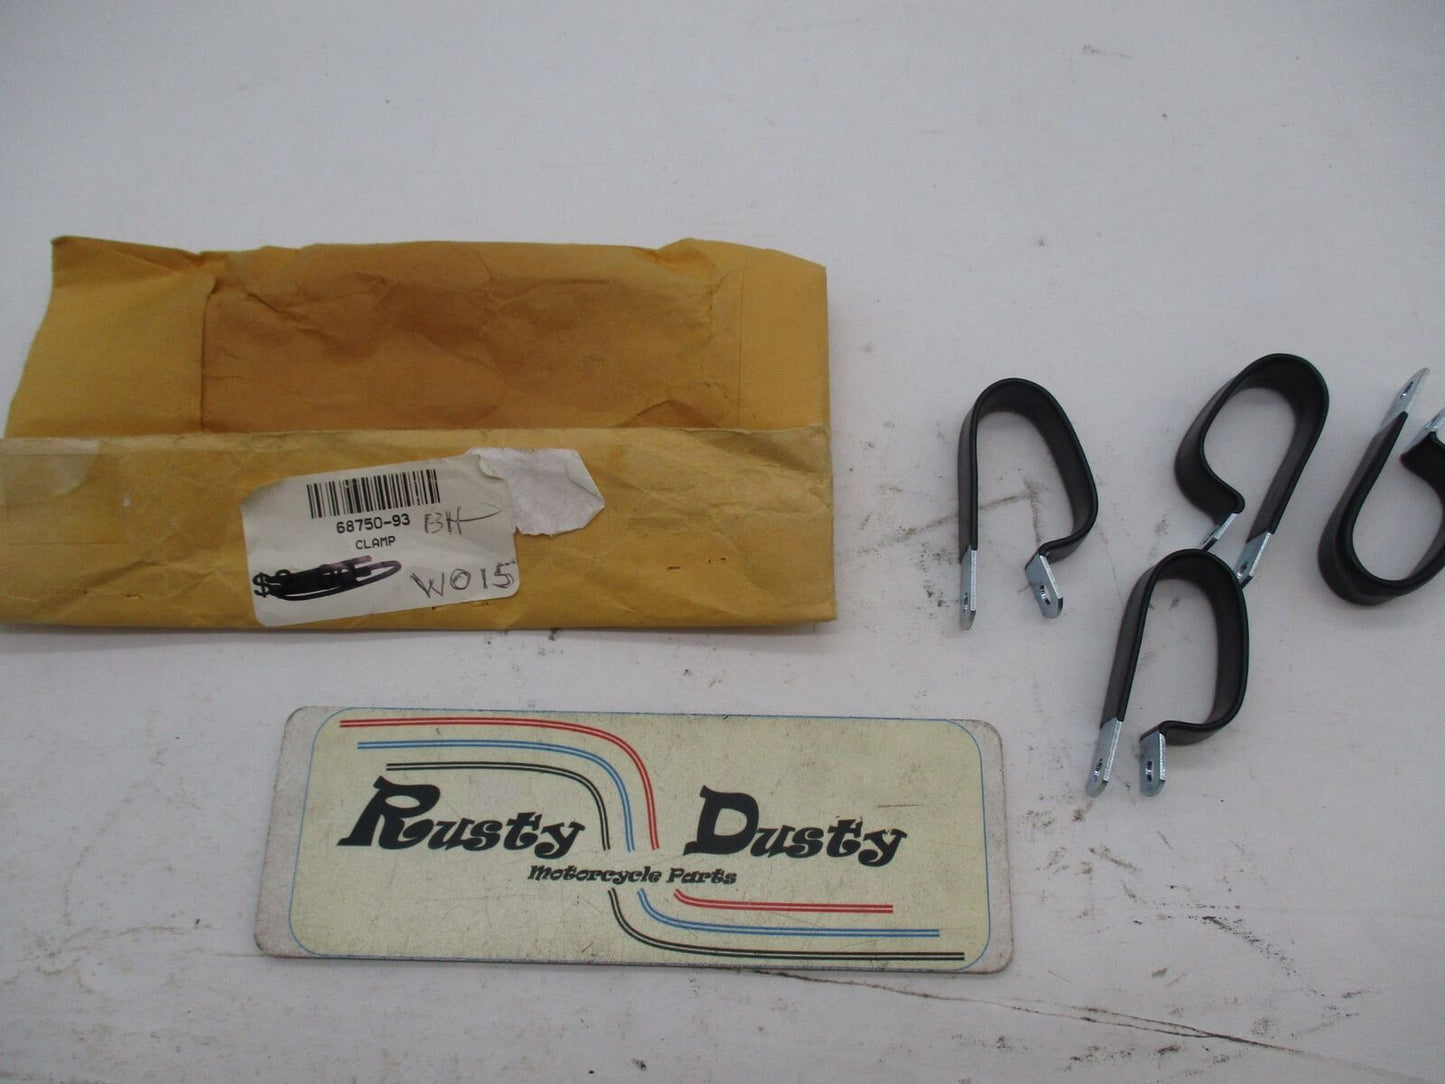 68750-93 BH
CLAMP
W015
Rusty Dusty
Motorcycle Parts